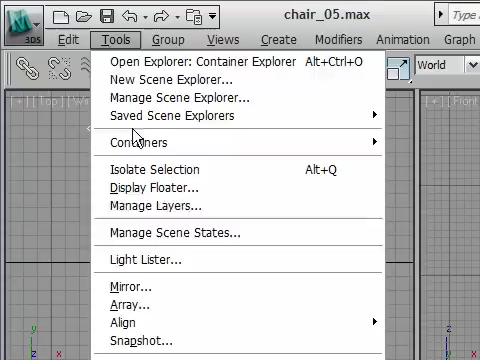 chair_05.max
Type
3DS
Edit Tools Group Views Create Modifiers Animation Graph
World
Open Explorer: Container Explorer Alt+Ctrl+O
New Scene Explorer...
Manage Scene Explorer...
Saved Scene Explorers
Containers
Isolate Selection Alt+Q
Display Floater...
Manage Layers...
Manage Scene States...
Light Lister...
Mirror...
Array...
Align
Snapshot...
[+] [Top]
[+] [Front
y
z x
z
x